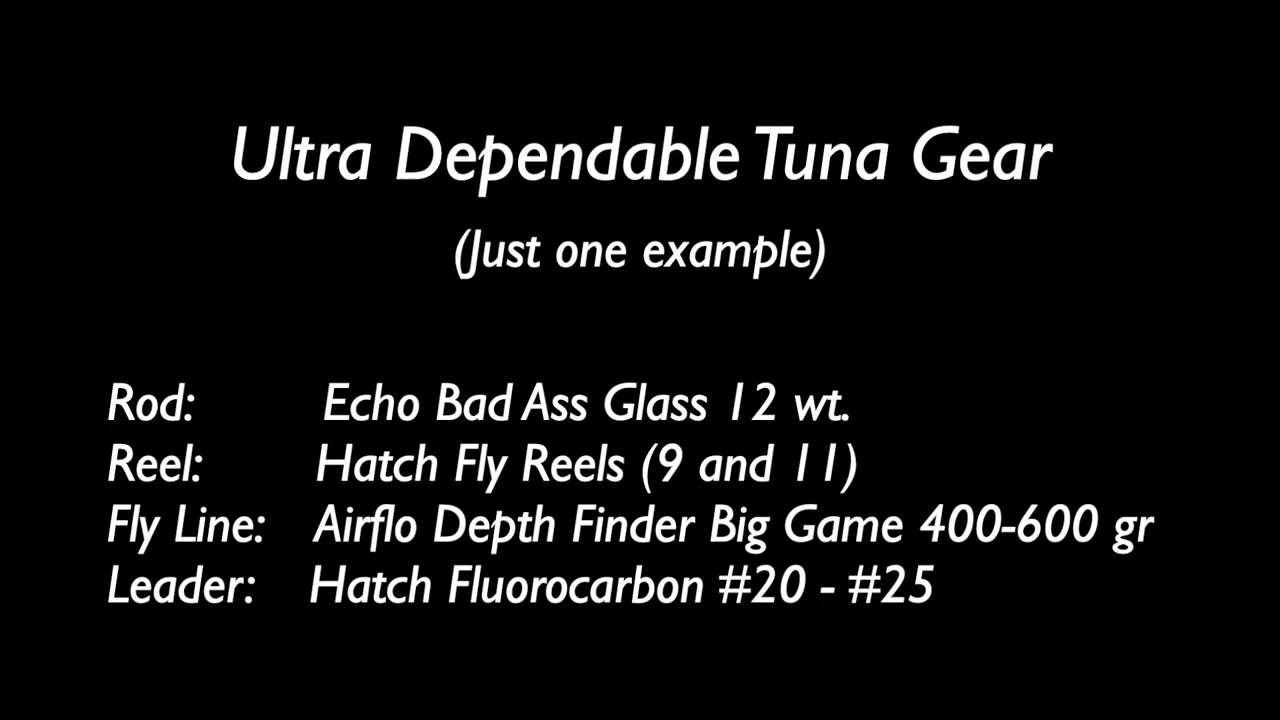 Ultra Dependable Tuna Gear
(Just one example)
Rod: Echo Bad Ass Glass 12 wt.
Reel: Hatch Fly Reels (9 and 11)
Fly Line: Airflo Depth Finder Big Game 400-600 gr
Leader: Hatch Fluorocarbon #20 - #25